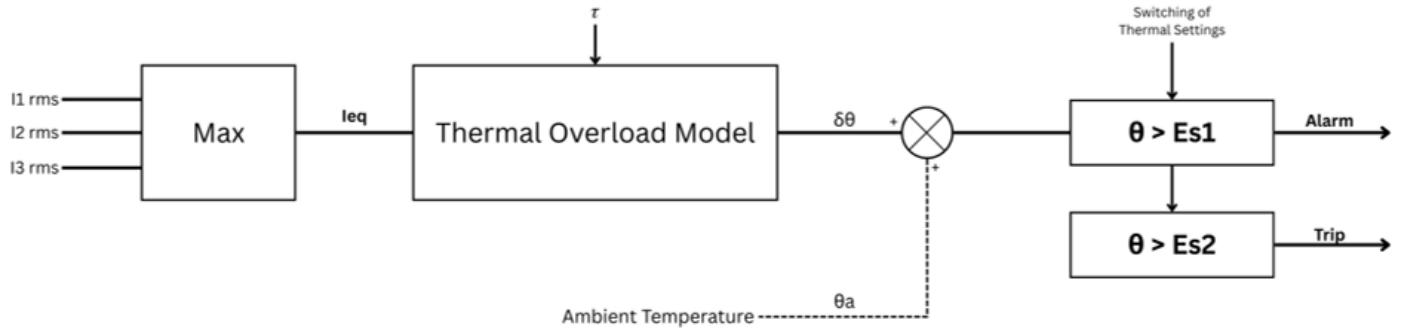 τ
Switching of
Thermal Settings
I1 rms
I2 rms
I3 rms
Max
Ieq
Thermal Overload Model
δθ
+
+
θ > Es1
Alarm
θ > Es2
Trip
Ambient Temperature
θa